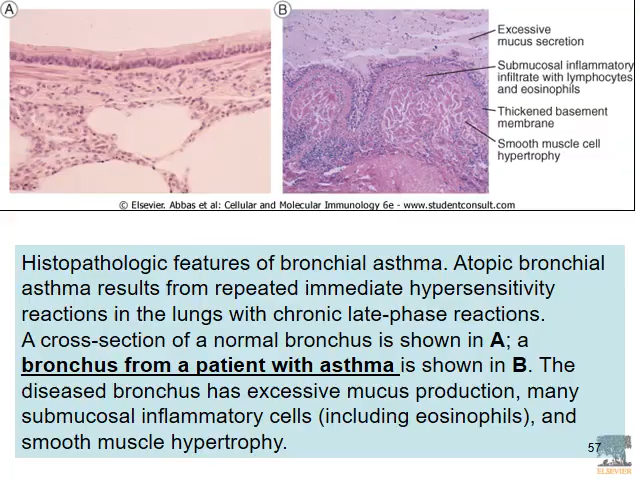 A
B
Excessive
mucus secretion
Submucosal inflammatory
infiltrate with lymphocytes
and eosinophils
Thickened basement
membrane
Smooth muscle cell
hypertrophy
© Elsevier. Abbas et al: Cellular and Molecular Immunology 6e - www.studentconsult.com
Histopathologic features of bronchial asthma. Atopic bronchial
asthma results from repeated immediate hypersensitivity
reactions in the lungs with chronic late-phase reactions.
A cross-section of a normal bronchus is shown in A; a
bronchus from a patient with asthma is shown in B. The
diseased bronchus has excessive mucus production, many
submucosal inflammatory cells (including eosinophils), and
smooth muscle hypertrophy.
57
ELSEVIER